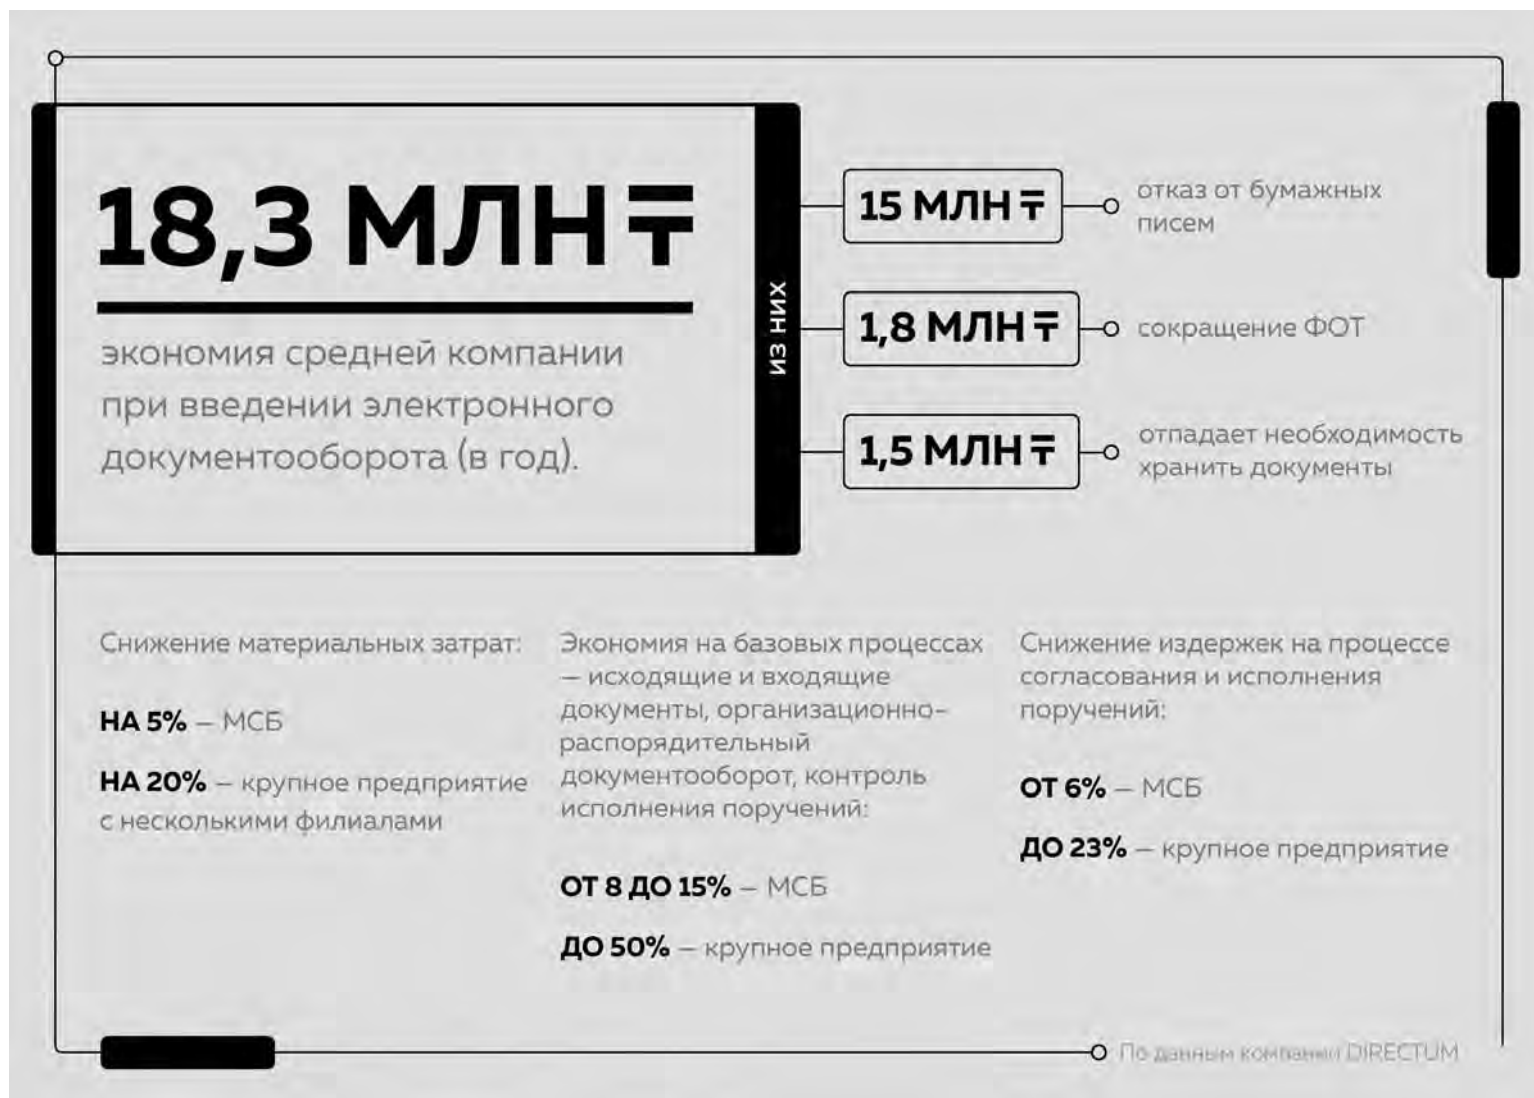 18,3 МЛН ₸
экономия средней компании
при введении электронного
документооборота (в год).
из них
15 МЛН ₸
отказ от бумажных
писем
1,8 МЛН ₸
сокращение ФОТ
1,5 МЛН ₸
отпадает необходимость
хранить документы
Снижение материальных затрат:
НА 5% – МСБ
НА 20% – крупное предприятие
с несколькими филиалами
Экономия на базовых процессах
– исходящие и входящие
документы, организационно-
распорядительный
документооборот, контроль
исполнения поручений:
ОТ 8 ДО 15% – МСБ
ДО 50% – крупное предприятие
Снижение издержек на процессе
согласования и исполнения
поручений:
ОТ 6% – МСБ
ДО 23% – крупное предприятие
По данным компании DIRECTUM